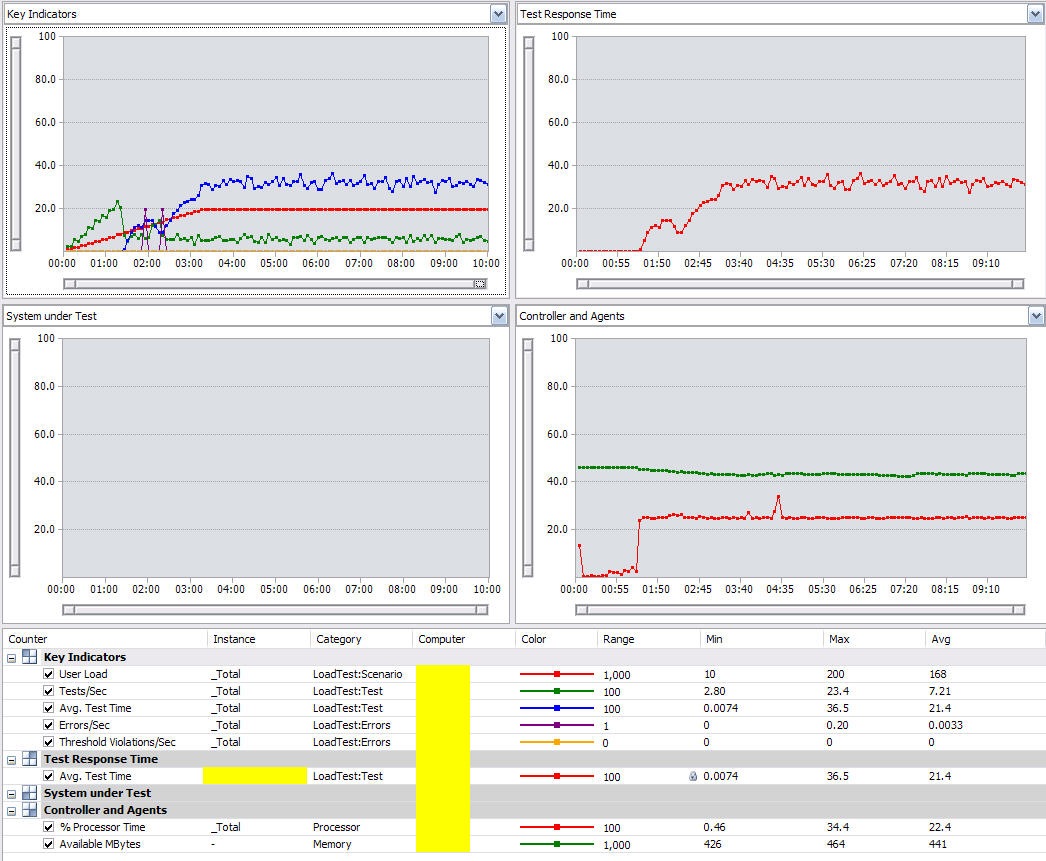 Key Indicators
100
80.0
60.0
40.0
20.0
00:00 01:00 02:00 03:00 04:00 05:00 06:00 07:00 08:00 09:00 10:00
Test Response Time
100
80.0
60.0
40.0
20.0
00:00 00:55 01:50 02:45 03:40 04:35 05:30 06:25 07:20 08:15 09:10
System under Test
100
80.0
60.0
40.0
20.0
00:00 01:00 02:00 03:00 04:00 05:00 06:00 07:00 08:00 09:00 10:00
Controller and Agents
100
80.0
60.0
40.0
20.0
00:00 00:55 01:50 02:45 03:40 04:35 05:30 06:25 07:20 08:15 09:10
Counter Instance Category Computer Color Range Min Max Avg
Key Indicators
User Load _Total LoadTest:Scenario 1,000 10 200 168
Tests/Sec _Total LoadTest:Test 100 2.80 23.4 7.21
Avg. Test Time _Total LoadTest:Test 100 0.0074 36.5 21.4
Errors/Sec _Total LoadTest:Errors 1 0 0.20 0.0033
Threshold Violations/Sec _Total LoadTest:Errors 0 0 0 0
Test Response Time
Avg. Test Time LoadTest:Test 100 0.0074 36.5 21.4
System under Test
Controller and Agents
% Processor Time _Total Processor 100 0.46 34.4 22.4
Available MBytes - Memory 1,000 426 464 441